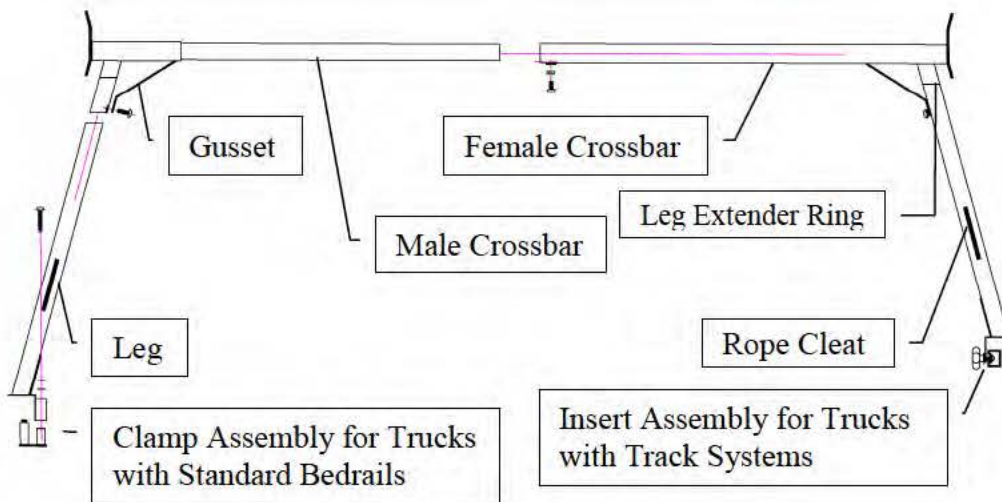 Gusset
Female Crossbar
Leg Extender Ring
Male Crossbar
Leg
Rope Cleat
Clamp Assembly for Trucks
with Standard Bedrails
Insert Assembly for Trucks
with Track Systems